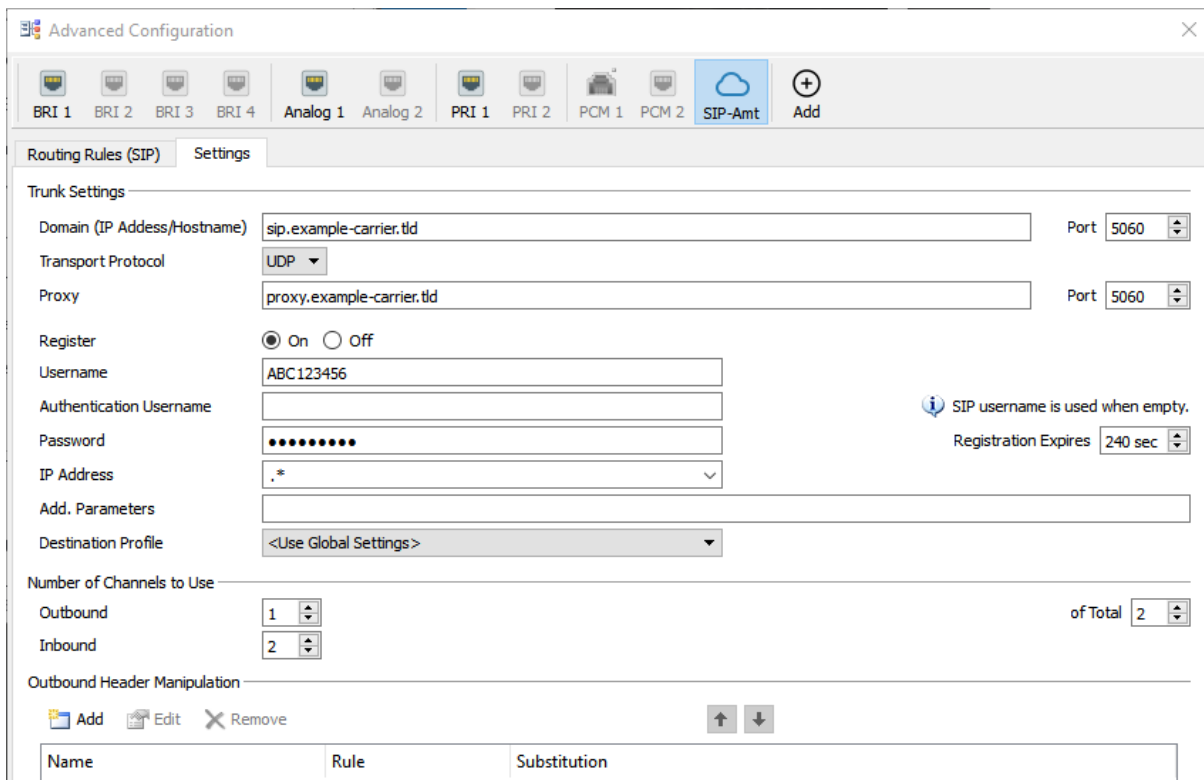 Advanced Configuration
BRI 1 BRI 2 BRI 3 BRI 4 Analog 1 Analog 2 PRI 1 PRI 2 PCM 1 PCM 2 SIP-Amt Add
Routing Rules (SIP) Settings
Trunk Settings
Domain (IP Addess/Hostname) sip.example-carrier.tld Port 5060
Transport Protocol UDP
Proxy proxy.example-carrier.tld Port 5060
Register On Off
Username ABC123456
Authentication Username SIP username is used when empty.
Password ●●●●●●●●● Registration Expires 240 sec
IP Address .*
Add. Parameters
Destination Profile <Use Global Settings>
Number of Channels to Use
Outbound 1 of Total 2
Inbound 2
Outbound Header Manipulation
Add Edit Remove
Name Rule Substitution